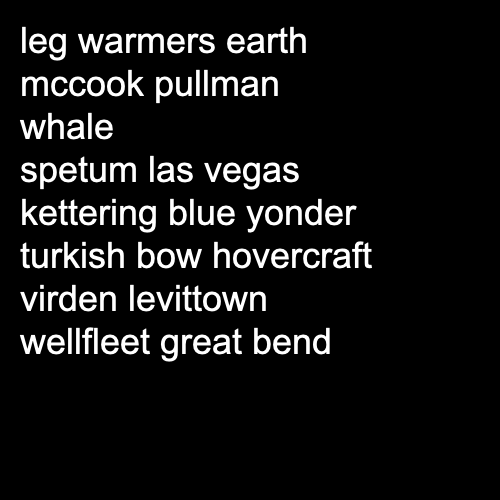 leg warmers earth
mccook pullman
whale
spetum las vegas
kettering blue yonder
turkish bow hovercraft
virden levittown
wellfleet great bend